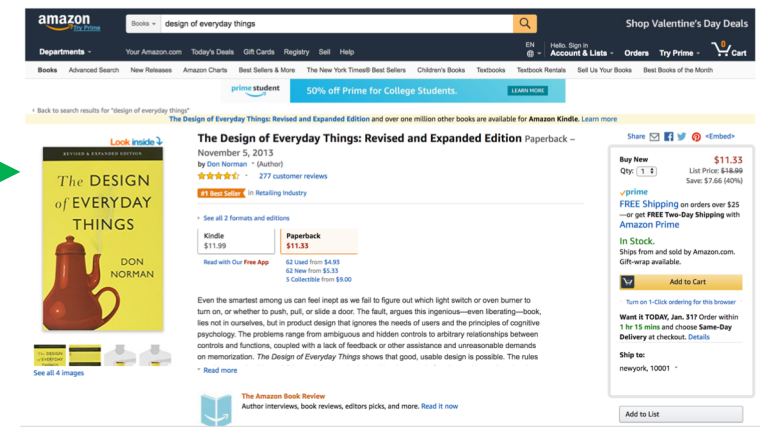 amazon
Try Prime
Books
design of everyday things
Shop Valentine's Day Deals
Departments
Your Amazon.com Today's Deals Gift Cards Registry Sell Help
EN
Hello. Sign in
Account & Lists
Orders
Try Prime
0
Cart
Books Advanced Search New Releases Amazon Charts Best Sellers & More The New York Times® Best Sellers Children's Books Textbooks Textbook Rentals Sell Us Your Books Best Books of the Month
prime student
50% off Prime for College Students.
LEARN MORE
‹ Back to search results for "design of everyday things"
The Design of Everyday Things: Revised and Expanded Edition and over one million other books are available for Amazon Kindle. Learn more
Look inside
REVISED & EXPANDED EDITION
The DESIGN
of EVERYDAY
THINGS
DON
NORMAN
See all 4 images
The Design of Everyday Things: Revised and Expanded Edition Paperback –
November 5, 2013
by Don Norman (Author)
277 customer reviews
#1 Best Seller in Retailing Industry
See all 2 formats and editions
Kindle
$11.99
Paperback
$11.33
Read with Our Free App
62 Used from $4.93
62 New from $5.33
5 Collectible from $9.00
Even the smartest among us can feel inept as we fail to figure out which light switch or oven burner to
turn on, or whether to push, pull, or slide a door. The fault, argues this ingenious—even liberating—book,
lies not in ourselves, but in product design that ignores the needs of users and the principles of cognitive
psychology. The problems range from ambiguous and hidden controls to arbitrary relationships between
controls and functions, coupled with a lack of feedback or other assistance and unreasonable demands
on memorization. The Design of Everyday Things shows that good, usable design is possible. The rules
Read more
The Amazon Book Review
Author interviews, book reviews, editors picks, and more. Read it now
Share <Embed>
Buy New
$11.33
Qty: 1
List Price: $18.99
Save: $7.66 (40%)
prime
FREE Shipping on orders over $25
—or get FREE Two-Day Shipping with
Amazon Prime
In Stock.
Ships from and sold by Amazon.com.
Gift-wrap available.
Add to Cart
Turn on 1-Click ordering for this browser
Want it TODAY, Jan. 31? Order within
1 hr 15 mins and choose Same-Day
Delivery at checkout. Details
Ship to:
newyork, 10001
Add to List